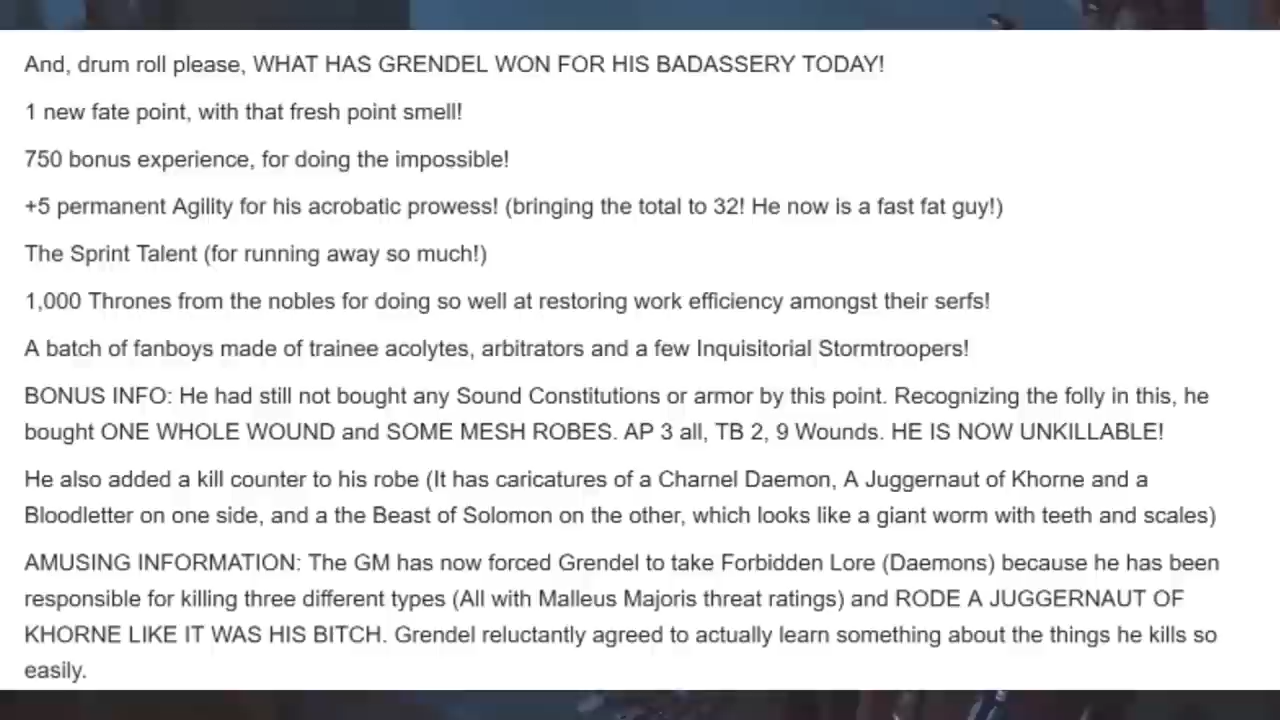 And, drum roll please, WHAT HAS GRENDEL WON FOR HIS BADASSERY TODAY!
1 new fate point, with that fresh point smell!
750 bonus experience, for doing the impossible!
+5 permanent Agility for his acrobatic prowess! (bringing the total to 32! He now is a fast fat guy!)
The Sprint Talent (for running away so much!)
1,000 Thrones from the nobles for doing so well at restoring work efficiency amongst their serfs!
A batch of fanboys made of trainee acolytes, arbitrators and a few Inquisitorial Stormtroopers!
BONUS INFO: He had still not bought any Sound Constitutions or armor by this point. Recognizing the folly in this, he
bought ONE WHOLE WOUND and SOME MESH ROBES. AP 3 all, TB 2, 9 Wounds. HE IS NOW UNKILLABLE!
He also added a kill counter to his robe (It has caricatures of a Charnel Daemon, A Juggernaut of Khorne and a
Bloodletter on one side, and a the Beast of Solomon on the other, which looks like a giant worm with teeth and scales)
AMUSING INFORMATION: The GM has now forced Grendel to take Forbidden Lore (Daemons) because he has been
responsible for killing three different types (All with Malleus Majoris threat ratings) and RODE A JUGGERNAUT OF
KHORNE LIKE IT WAS HIS BITCH. Grendel reluctantly agreed to actually learn something about the things he kills so
easily.